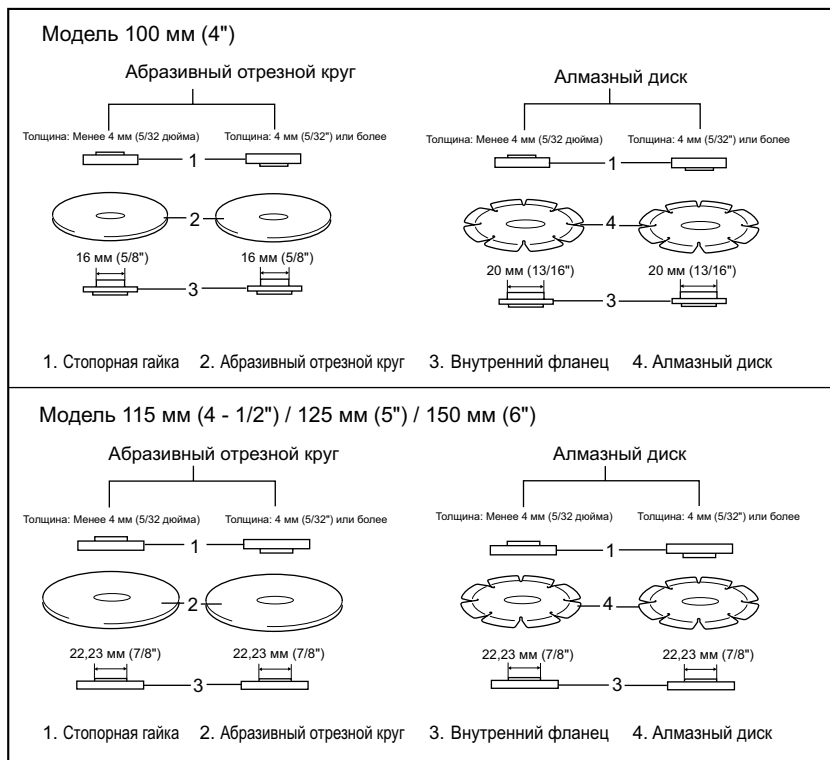 Модель 100 мм (4")
Абразивный отрезной круг
Алмазный диск
Толщина: Менее 4 мм (5/32 дюйма) Толщина: 4 мм (5/32") или более
Толщина: Менее 4 мм (5/32 дюйма) Толщина: 4 мм (5/32") или более
1
1
2
4
16 мм (5/8") 16 мм (5/8")
20 мм (13/16") 20 мм (13/16")
3
3
1. Стопорная гайка 2. Абразивный отрезной круг 3. Внутренний фланец 4. Алмазный диск
Модель 115 мм (4 - 1/2") / 125 мм (5") / 150 мм (6")
Абразивный отрезной круг
Алмазный диск
Толщина: Менее 4 мм (5/32 дюйма) Толщина: 4 мм (5/32") или более
Толщина: Менее 4 мм (5/32 дюйма) Толщина: 4 мм (5/32") или более
1
1
2
4
22,23 мм (7/8") 22,23 мм (7/8")
22,23 мм (7/8") 22,23 мм (7/8")
3
3
1. Стопорная гайка 2. Абразивный отрезной круг 3. Внутренний фланец 4. Алмазный диск